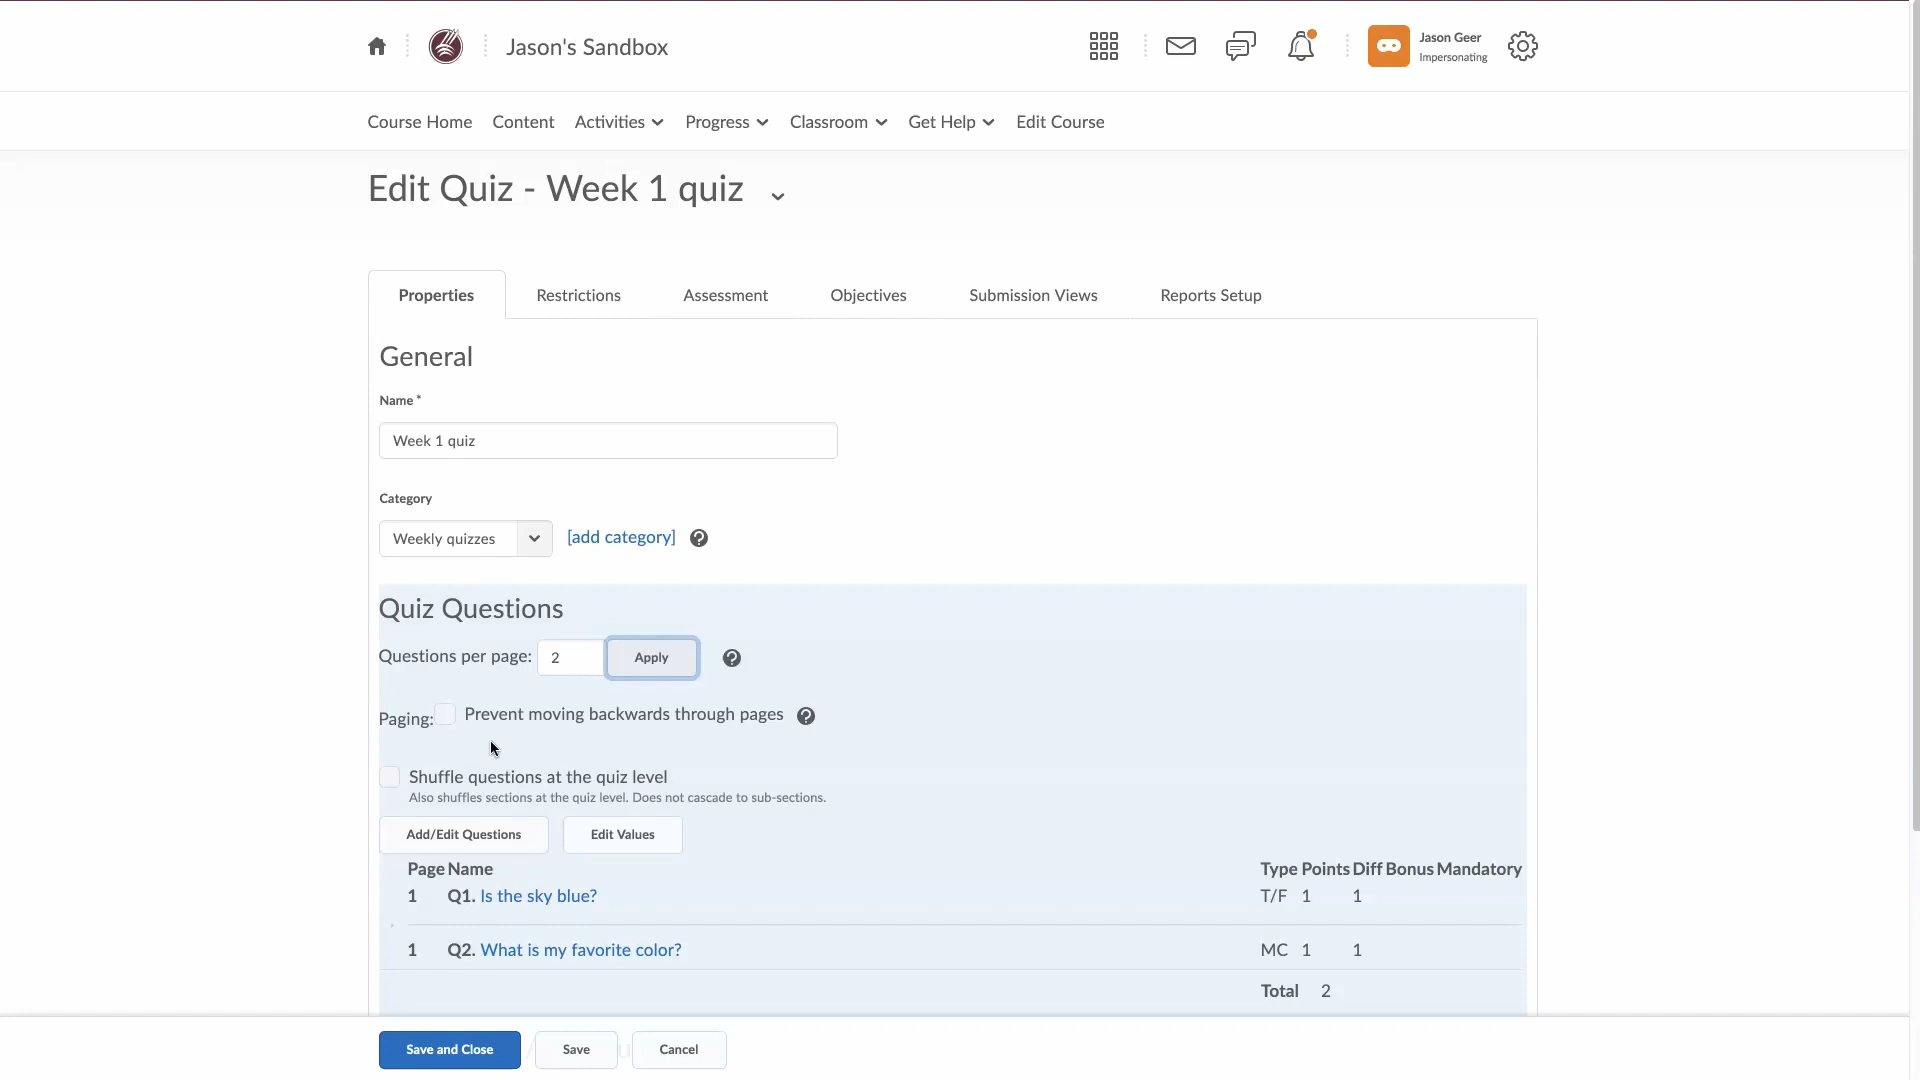 Jason's Sandbox
Jason Geer
Impersonating
Course Home Content Activities Progress Classroom Get Help Edit Course
Edit Quiz - Week 1 quiz
Properties Restrictions Assessment Objectives Submission Views Reports Setup
General
Name *
Week 1 quiz
Category
Weekly quizzes [add category]
Quiz Questions
Questions per page: 2 Apply
Paging: Prevent moving backwards through pages
Shuffle questions at the quiz level
Also shuffles sections at the quiz level. Does not cascade to sub-sections.
Add/Edit Questions Edit Values
Page Name Type Points Diff Bonus Mandatory
1 Q1. Is the sky blue? T/F 1 1
1 Q2. What is my favorite color? MC 1 1
Total 2
Save and Close Save Cancel